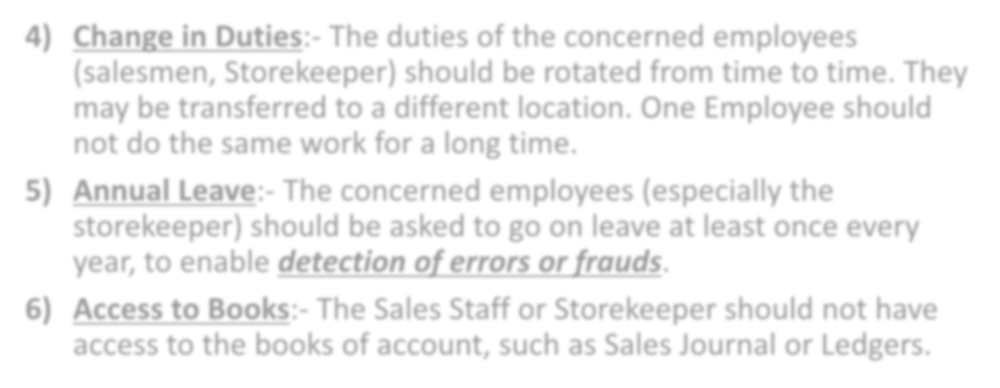 4) Change in Duties:- The duties of the concerned employees
(salesmen, Storekeeper) should be rotated from time to time. They
may be transferred to a different location. One Employee should
not do the same work for a long time.
5) Annual Leave:- The concerned employees (especially the
storekeeper) should be asked to go on leave at least once every
year, to enable detection of errors or frauds.
6) Access to Books:- The Sales Staff or Storekeeper should not have
access to the books of account, such as Sales Journal or Ledgers.